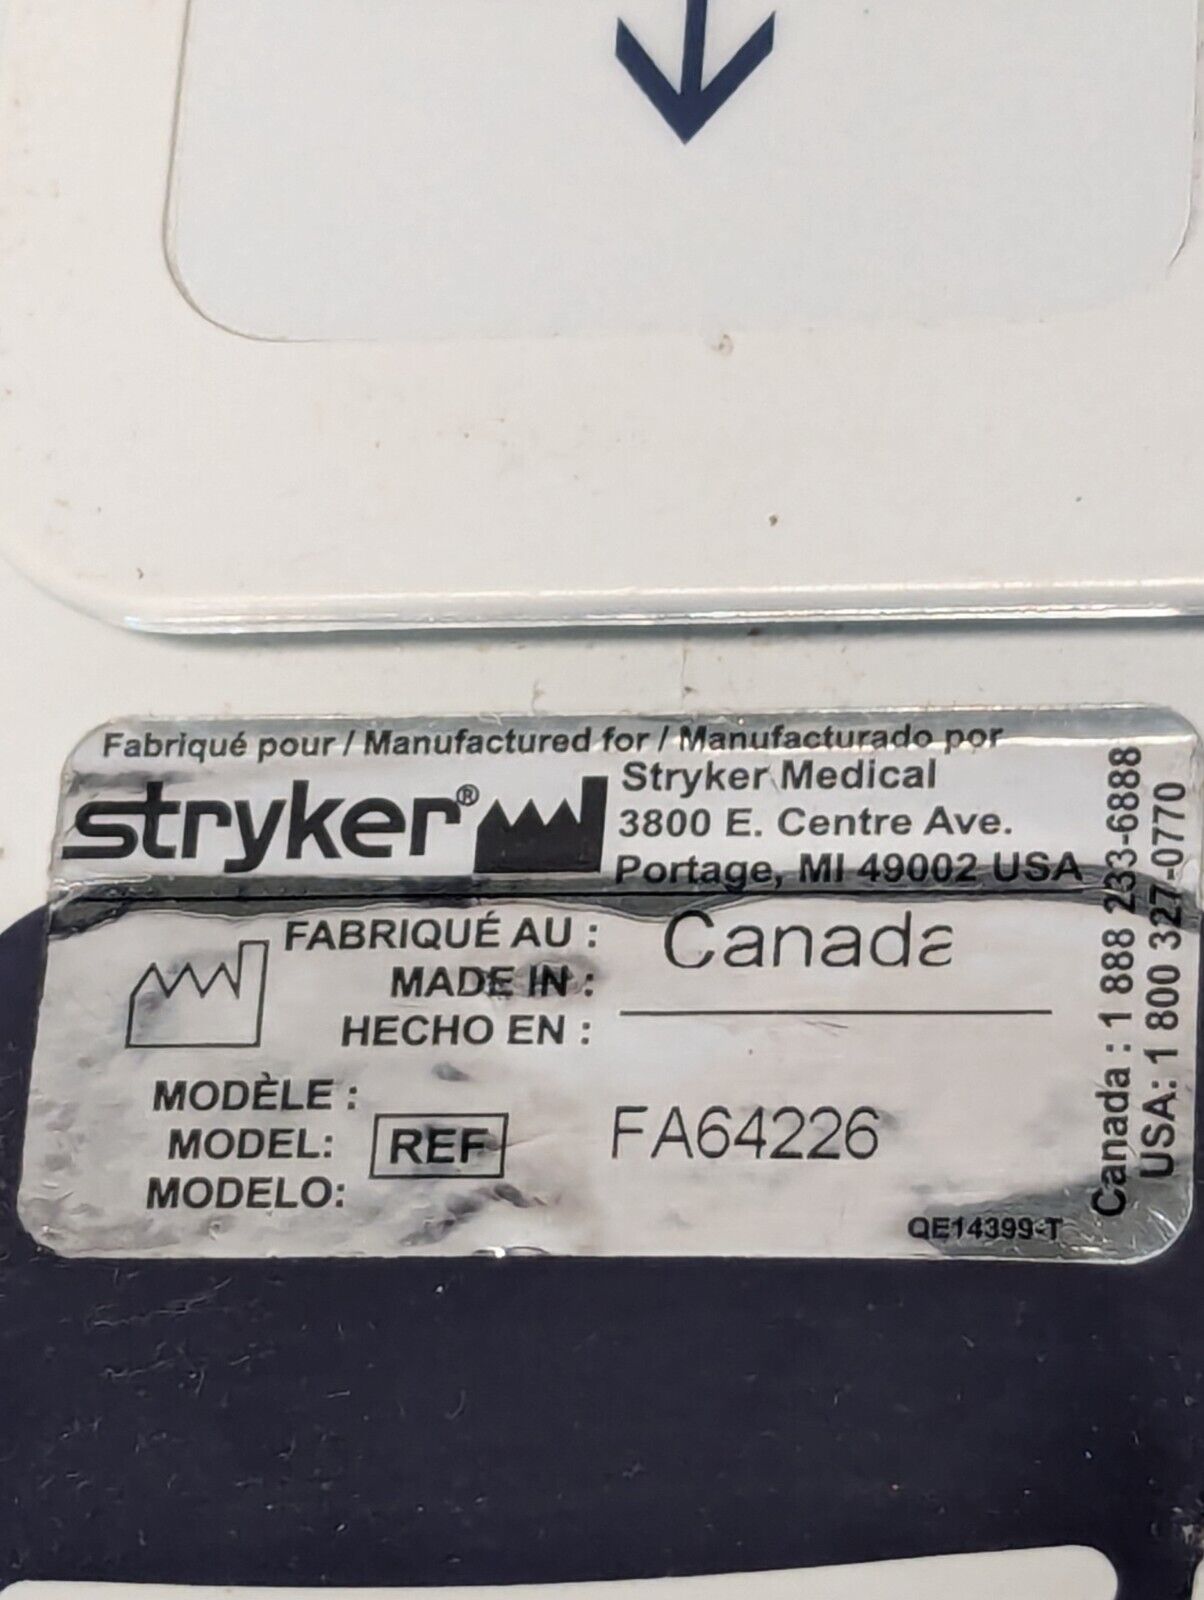 Fabriqué pour / Manufactured for / Manufacturado por
stryker®
Stryker Medical
3800 E. Centre Ave.
Portage, MI 49002 USA
FABRIQUÉ AU :
MADE IN :
HECHO EN :
Canada
MODÈLE :
MODEL:
MODELO:
REF
FA64226
QE14399-T
Canada : 1 888 233-6888
USA: 1 800 327-0770